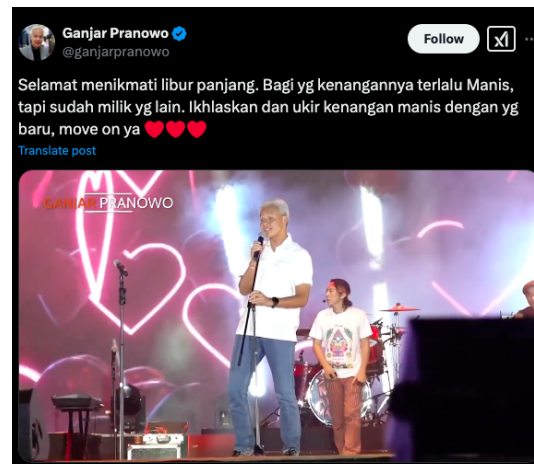 Ganjar Pranowo
@ganjarpranowo
Follow
Selamat menikmati libur panjang. Bagi yg kenangannya terlalu Manis,
tapi sudah milik yg lain. Ikhlaskan dan ukir kenangan manis dengan yg
baru, move on ya ❤️❤️❤️
Translate post
GANJAR PRANOWO